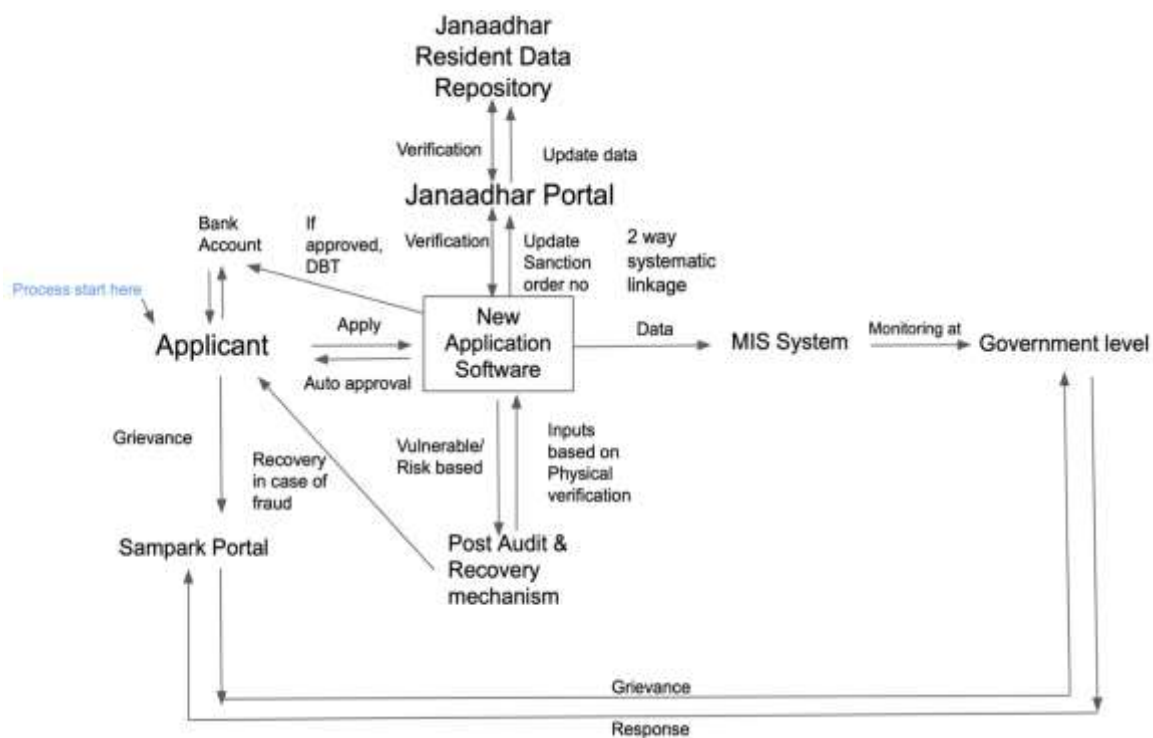 Janaadhar
Resident Data
Repository
Verification
Update data
Janaadhar Portal
Bank
Account
If
approved,
DBT
Verification
Update
Sanction
order no
2 way
systematic
linkage
Process start here
Applicant
Apply
Auto approval
New
Application
Software
Data
MIS System
Monitoring at
Government level
Grievance
Recovery
in case of
fraud
Vulnerable/
Risk based
Inputs
based on
Physical
verification
Sampark Portal
Post Audit &
Recovery
mechanism
Grievance
Response